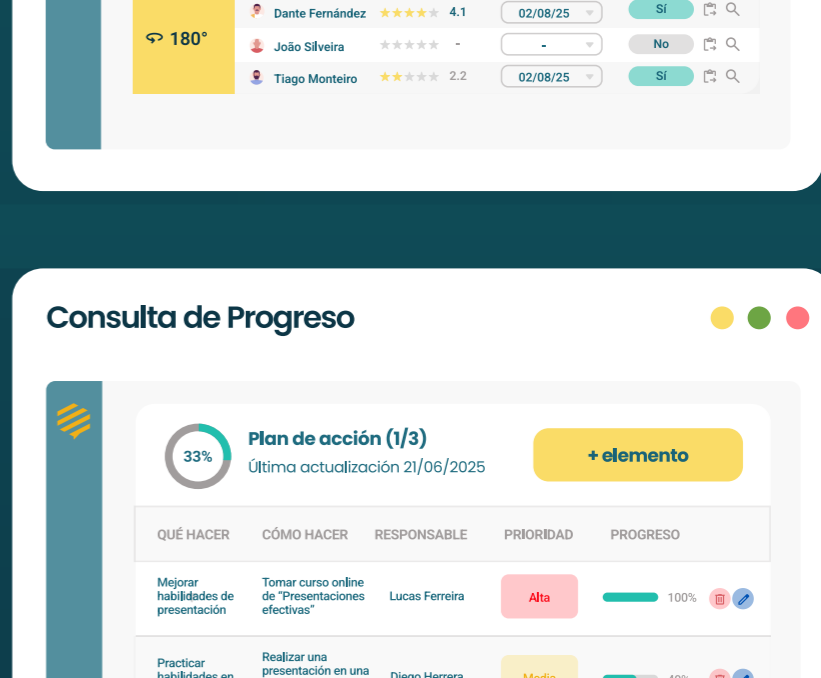 Dante Fernández 4.1 02/08/25 Sí
180°
João Silveira - - No
Tiago Monteiro 2.2 02/08/25 Sí
Consulta de Progreso
33%
Plan de acción (1/3)
Última actualización 21/06/2025
+ elemento
QUÉ HACER CÓMO HACER RESPONSABLE PRIORIDAD PROGRESO
Mejorar
habilidades de
presentación
Tomar curso online
de “Presentaciones
efectivas”
Lucas Ferreira
Alta
100%
Practicar
habilidades en
Realizar una
presentación en una
Diego Herrera
Media